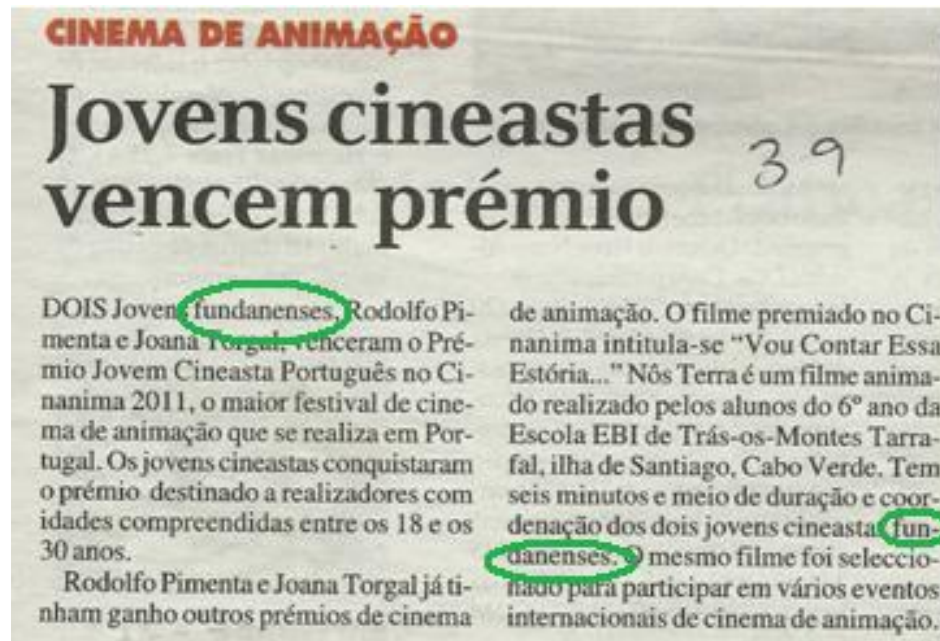 CINEMA DE ANIMAÇÃO
Jovens cineastas
vencem prémio
39
DOIS Jovens fundanenses, Rodolfo Pi-
menta e Joana Torgal, venceram o Pré-
mio Jovem Cineasta Português no Ci-
nanima 2011, o maior festival de cine-
ma de animação que se realiza em Por-
tugal. Os jovens cineastas conquistaram
o prémio destinado a realizadores com
idades compreendidas entre os 18 e os
30 anos.
Rodolfo Pimenta e Joana Torgal já ti-
nham ganho outros prémios de cinema
de animação. O filme premiado no Ci-
nanima intitula-se “Vou Contar Essa
Estória...” Nôs Terra é um filme anima-
do realizado pelos alunos do 6º ano da
Escola EBI de Trás-os-Montes Tarra-
fal, ilha de Santiago, Cabo Verde. Tem
seis minutos e meio de duração e coor-
denação dos dois jovens cineastas fun-
danenses. O mesmo filme foi seleccio-
nado para participar em vários eventos
internacionais de cinema de animação.